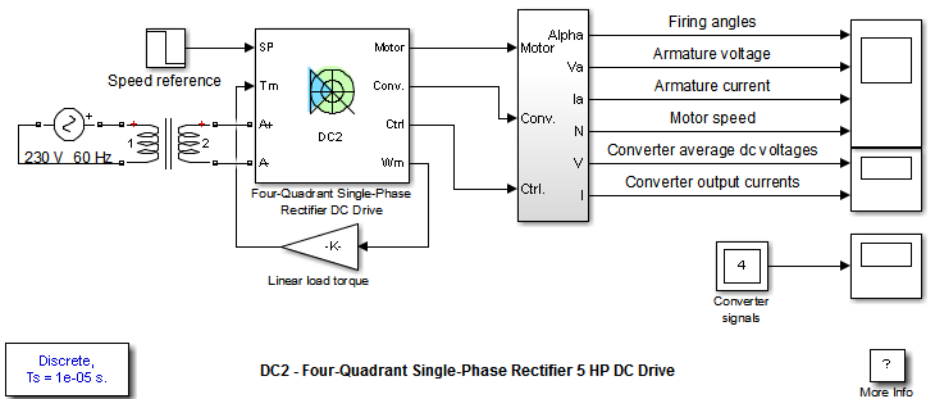 Speed reference
230 V 60 Hz
+
+
1
+
2
SP
Tm
A+
A-
DC2
Motor
Conv.
Ctrl
Wm
Four-Quadrant Single-Phase
Rectifier DC Drive
-K-
Linear load torque
Motor
Conv.
Ctrl.
Alpha
Va
Ia
N
V
I
Firing angles
Armature voltage
Armature current
Motor speed
Converter average dc voltages
Converter output currents
4
Converter
signals
Discrete,
Ts = 1e-05 s.
DC2 - Four-Quadrant Single-Phase Rectifier 5 HP DC Drive
?
More Info